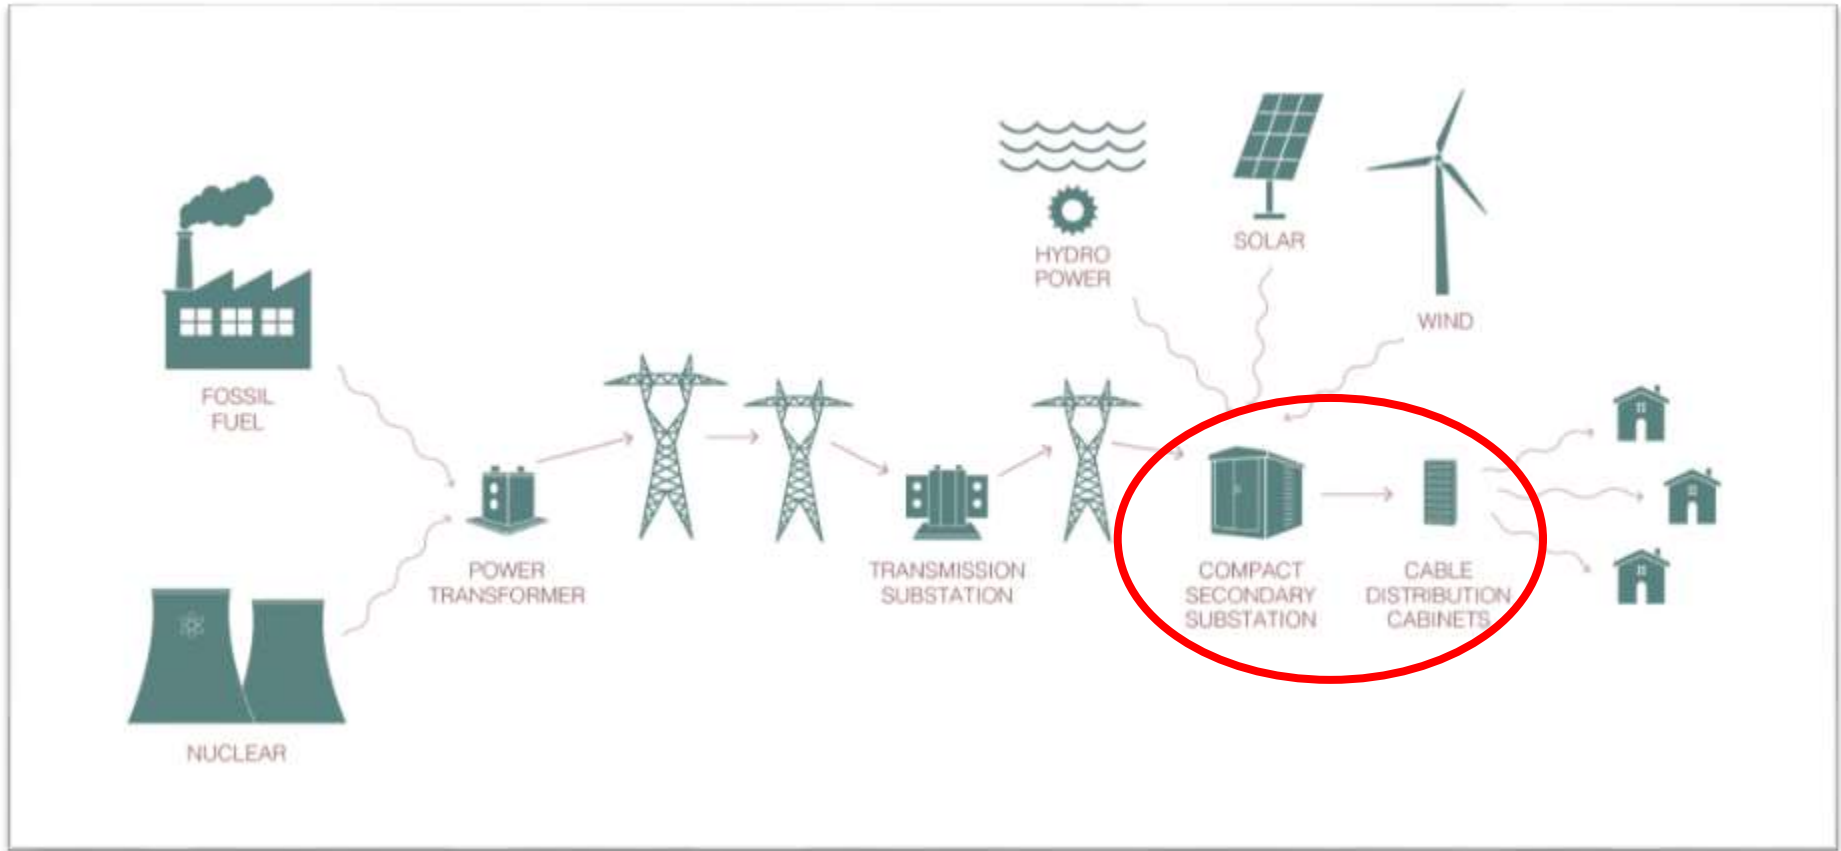 HYDRO
POWER
SOLAR
WIND
FOSSIL
FUEL
POWER
TRANSFORMER
TRANSMISSION
SUBSTATION
COMPACT
SECONDARY
SUBSTATION
CABLE
DISTRIBUTION
CABINETS
NUCLEAR